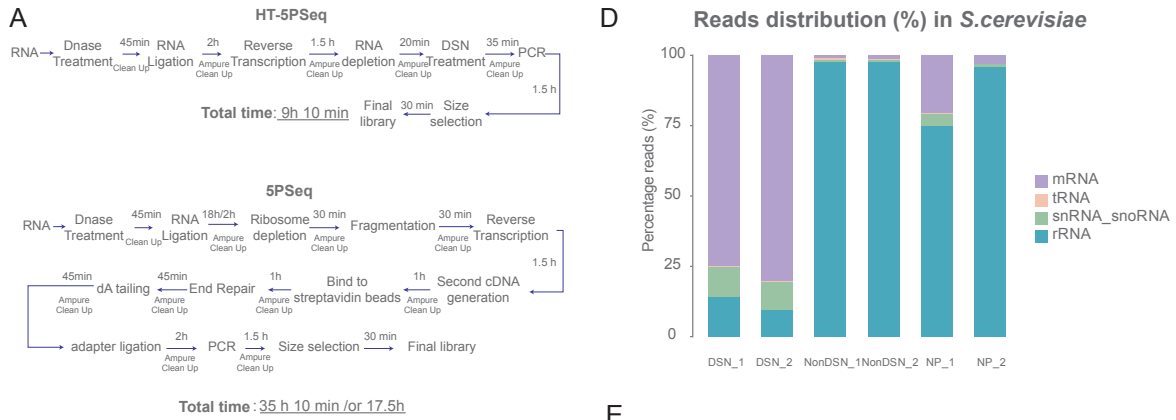 A
HT-5PSeq
RNA
Dnase
Treatment
45min
Clean Up
RNA
Ligation
2h
Ampure
Clean Up
Reverse
Transcription
1.5 h
Ampure
Clean Up
RNA
depletion
20min
Ampure
Clean Up
DSN
Treatment
35 min
Ampure
Clean Up
PCR
1.5 h
Size
selection
30 min
Final
library
Total time: 9h 10 min
5PSeq
RNA
Dnase
Treatment
45min
Clean Up
RNA
Ligation
18h/2h
Ampure
Clean Up
Ribosome
depletion
30 min
Ampure
Clean Up
Fragmentation
30 min
Ampure
Clean Up
Reverse
Transcription
1.5 h
Second cDNA
generation
1h
Ampure
Clean Up
Bind to
streptavidin beads
1h
Ampure
Clean Up
End Repair
45min
Ampure
Clean Up
dA tailing
45min
Ampure
Clean Up
adapter ligation
2h
Ampure
Clean Up
PCR
1.5 h
Ampure
Clean Up
Size selection
30 min
Final library
Total time : 35 h 10 min /or 17.5h
D
Reads distribution (%) in S.cerevisiae
Percentage reads (%)
100
75
50
25
0
DSN_1
DSN_2
NonDSN_1
NonDSN_2
NP_1
NP_2
mRNA
tRNA
snRNA_snoRNA
rRNA